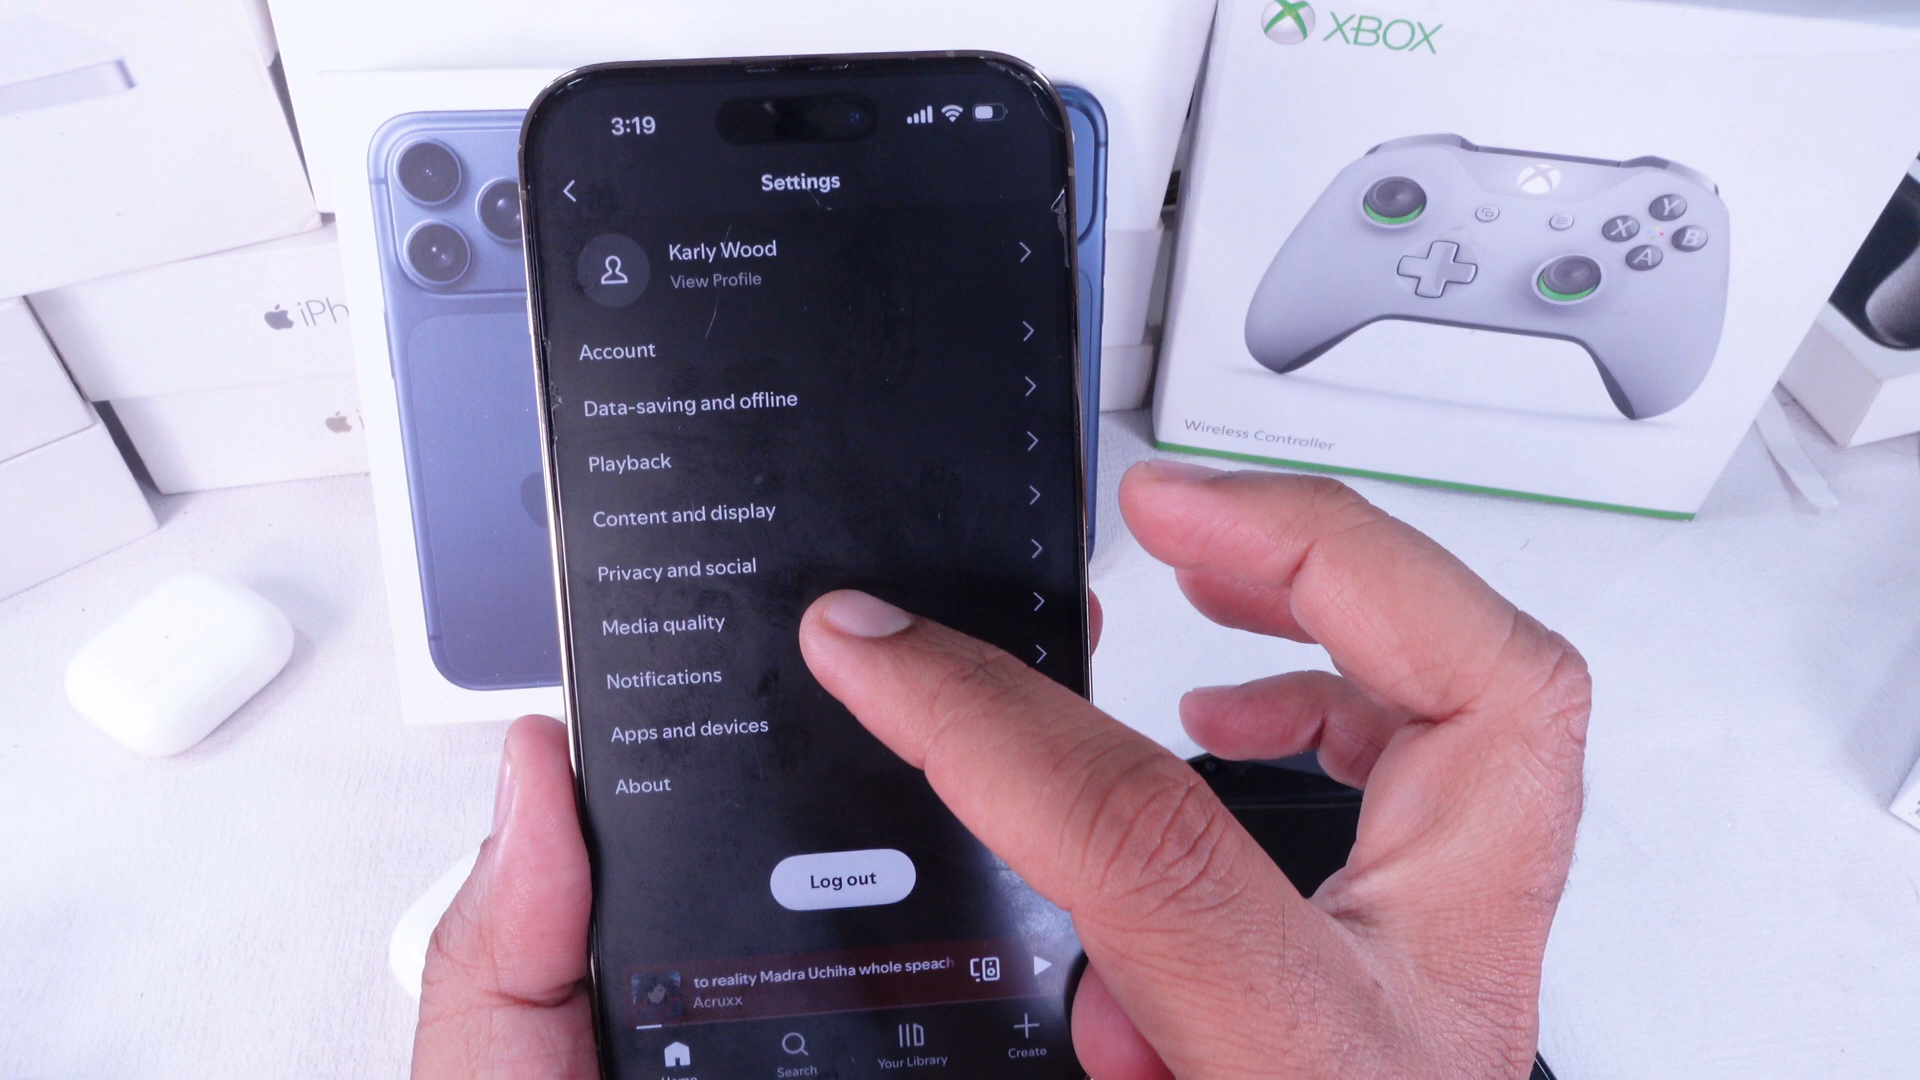 XBOX
3:19
Settings
Karly Wood
View Profile
Account
Data-saving and offline
Playback
Content and display
Privacy and social
Media quality
Notifications
Apps and devices
About
Log out
to reality Madra Uchiha whole speach
Acruxx
Home
Search
Your Library
Create
iPh
Y
X
B
A
Wireless Controller